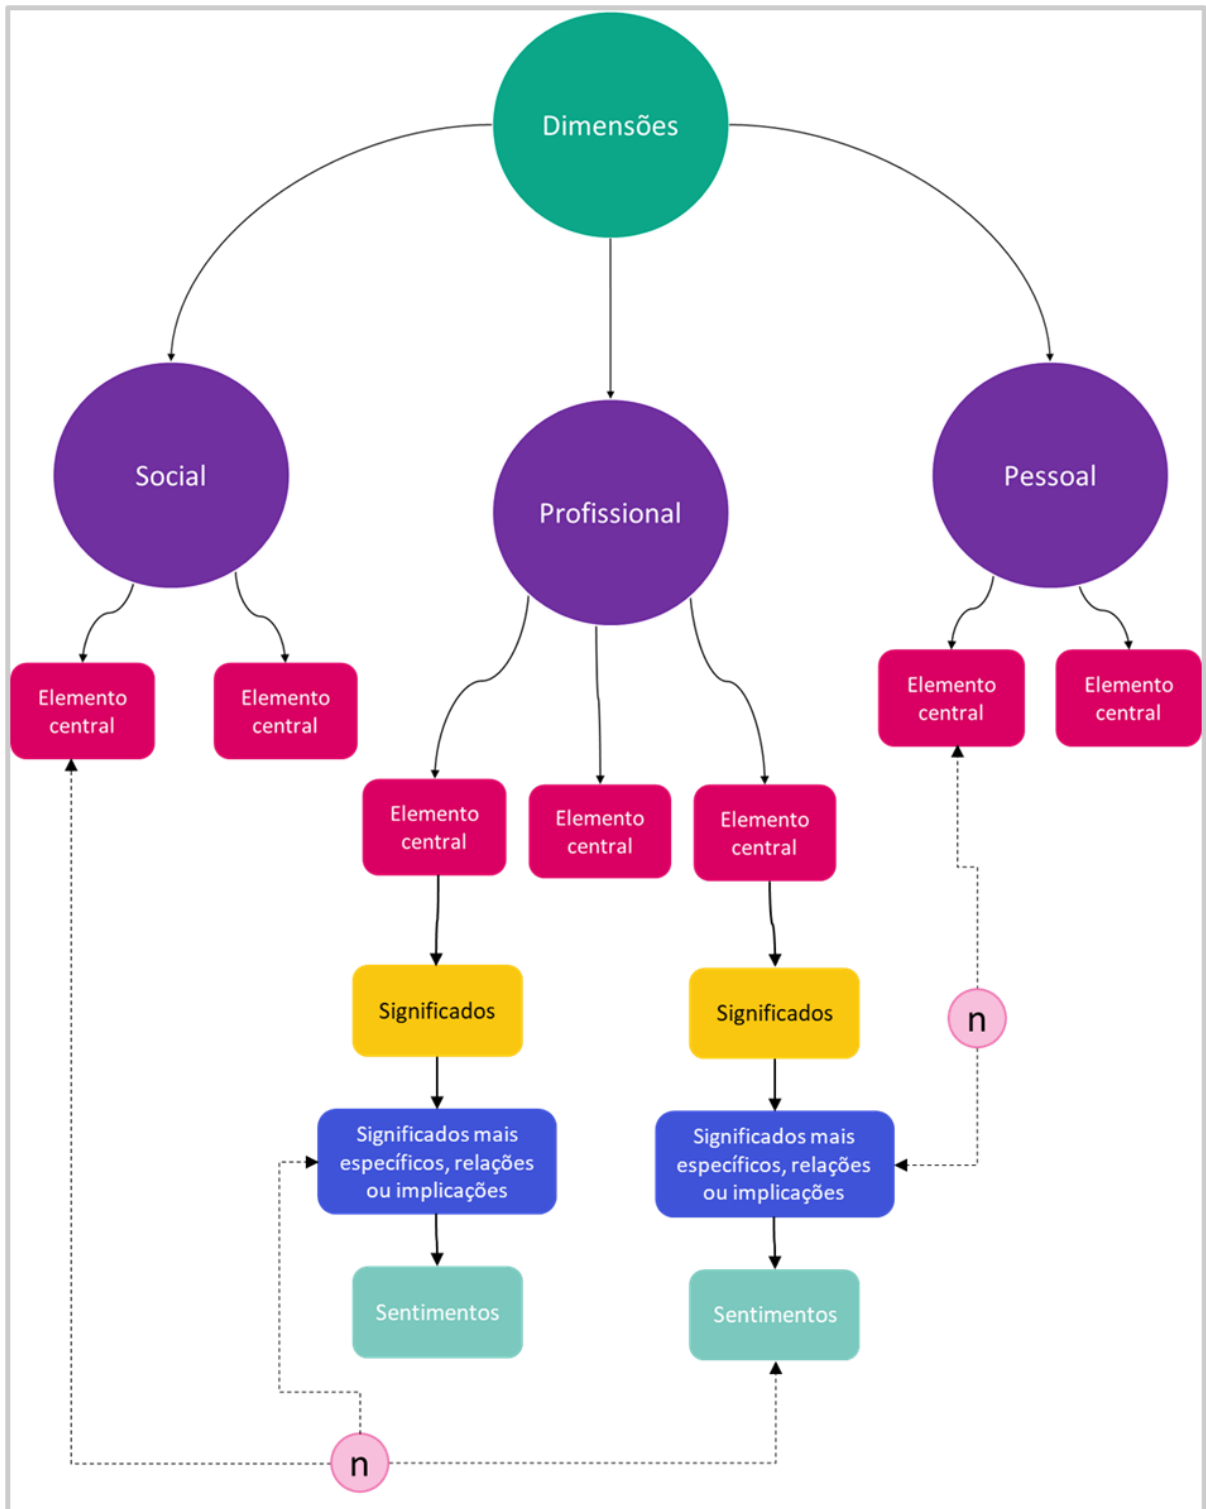 Dimensões
Social
Profissional
Pessoal
Elemento
central
Elemento
central
Elemento
central
Elemento
central
Elemento
central
Elemento
central
Elemento
central
Significados
Significados
n
Significados mais
específicos, relações
ou implicações
Significados mais
específicos, relações
ou implicações
Sentimentos
Sentimentos
n